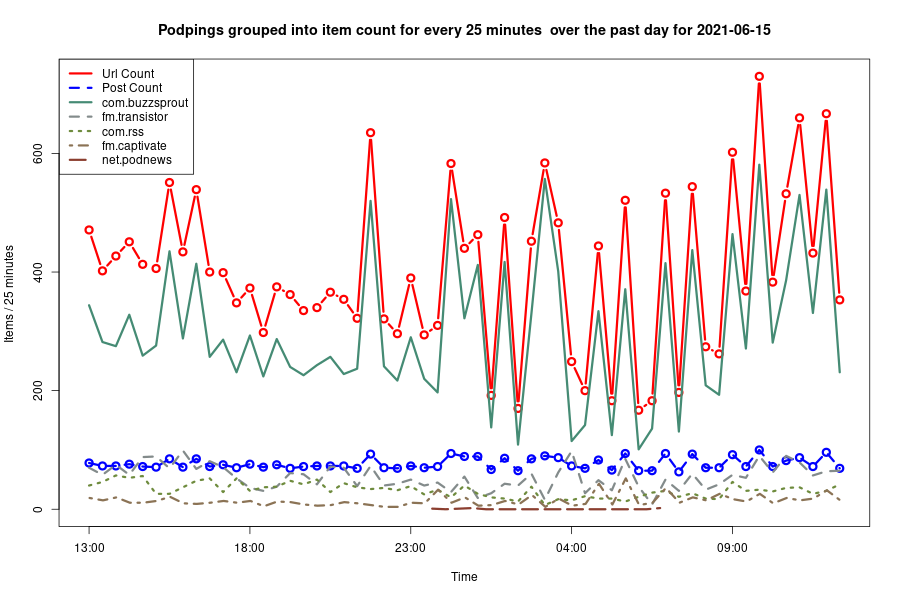 Podpings grouped into item count for every 25 minutes  over the past day for 2021-06-15
Url Count
Post Count
com.buzzsprout
fm.transistor
com.rss
fm.captivate
net.podnews
Items / 25 minutes
600
400
200
0
13:00 18:00 23:00 04:00 09:00
Time